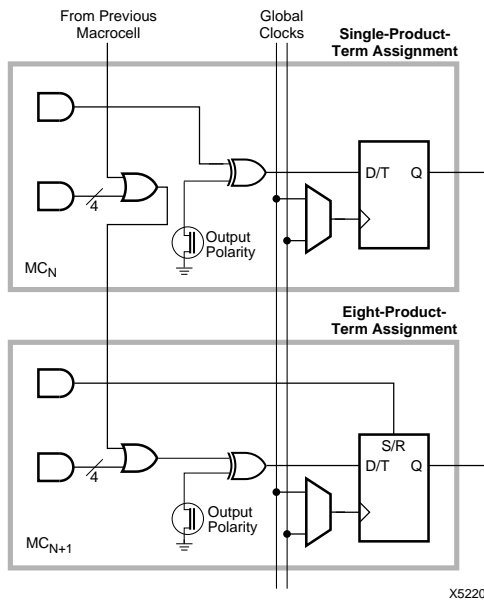 From Previous
Macrocell
Global
Clocks
Single-Product-
Term Assignment
D/T Q
4
Output
Polarity
MCN
Eight-Product-
Term Assignment
S/R
D/T Q
4
Output
Polarity
MCN+1
X5220